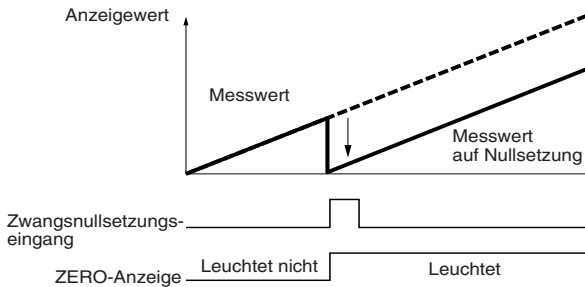 Anzeigewert
Messwert
Messwert
auf Nullsetzung
Zwangsnullsetzungs-
eingang
ZERO-Anzeige
Leuchtet nicht
Leuchtet